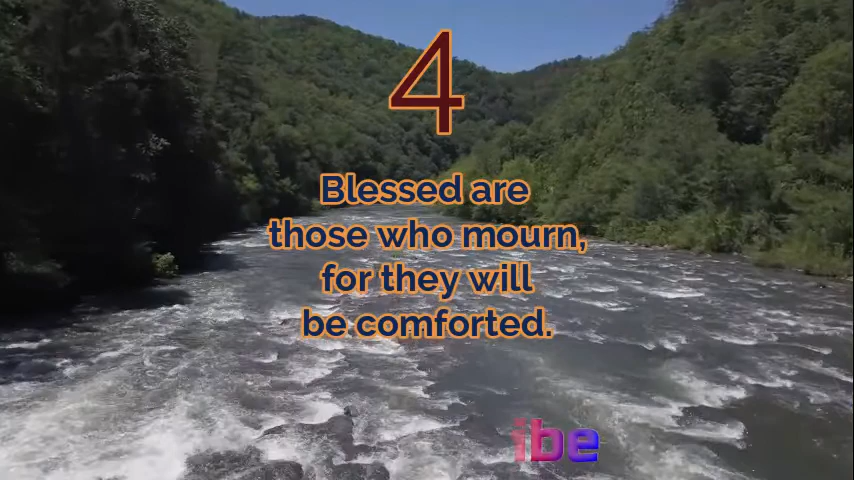 4
Blessed are
those who mourn,
for they will
be comforted.
ibe